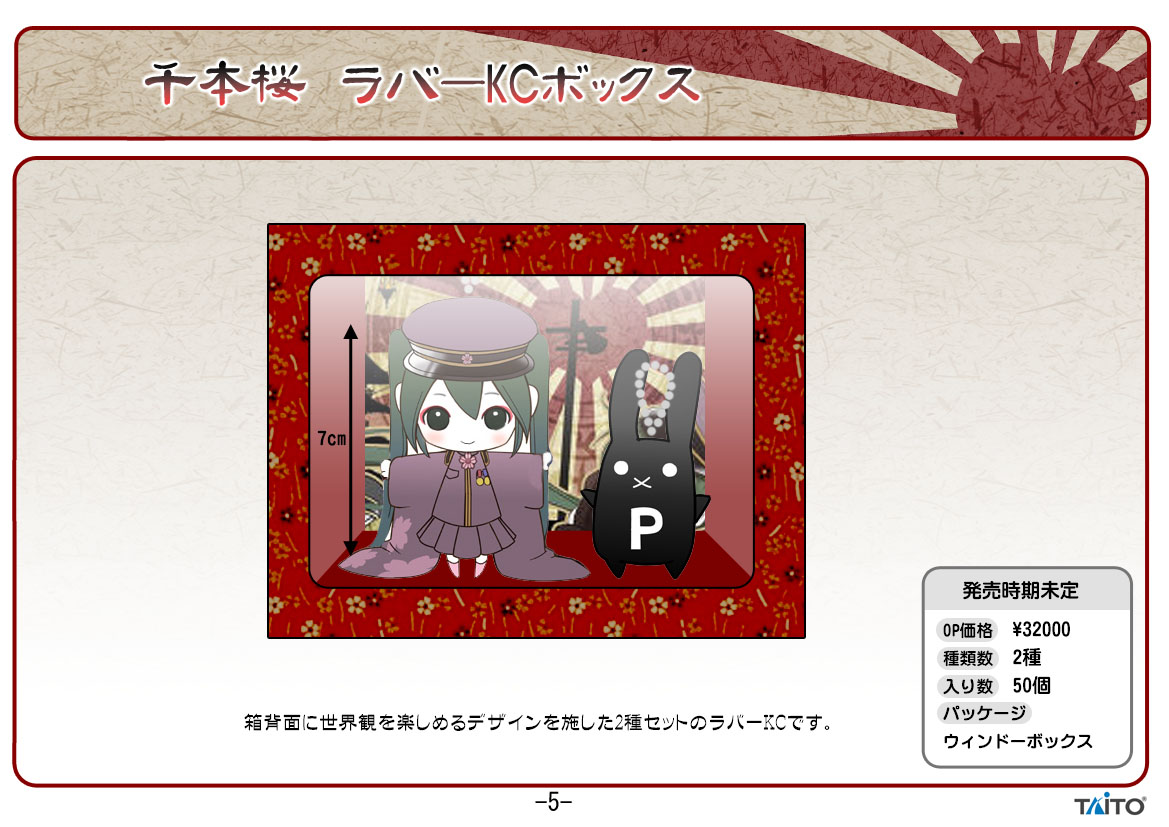 千本桜 ラバーKCボックス
7cm
P
発売時期未定
OP価格 ¥32000
種類数 2種
入り数 50個
パッケージ
ウィンドーボックス
箱背面に世界観を楽しめるデザインを施した2種セットのラバーKCです。
-5-
TAITO®